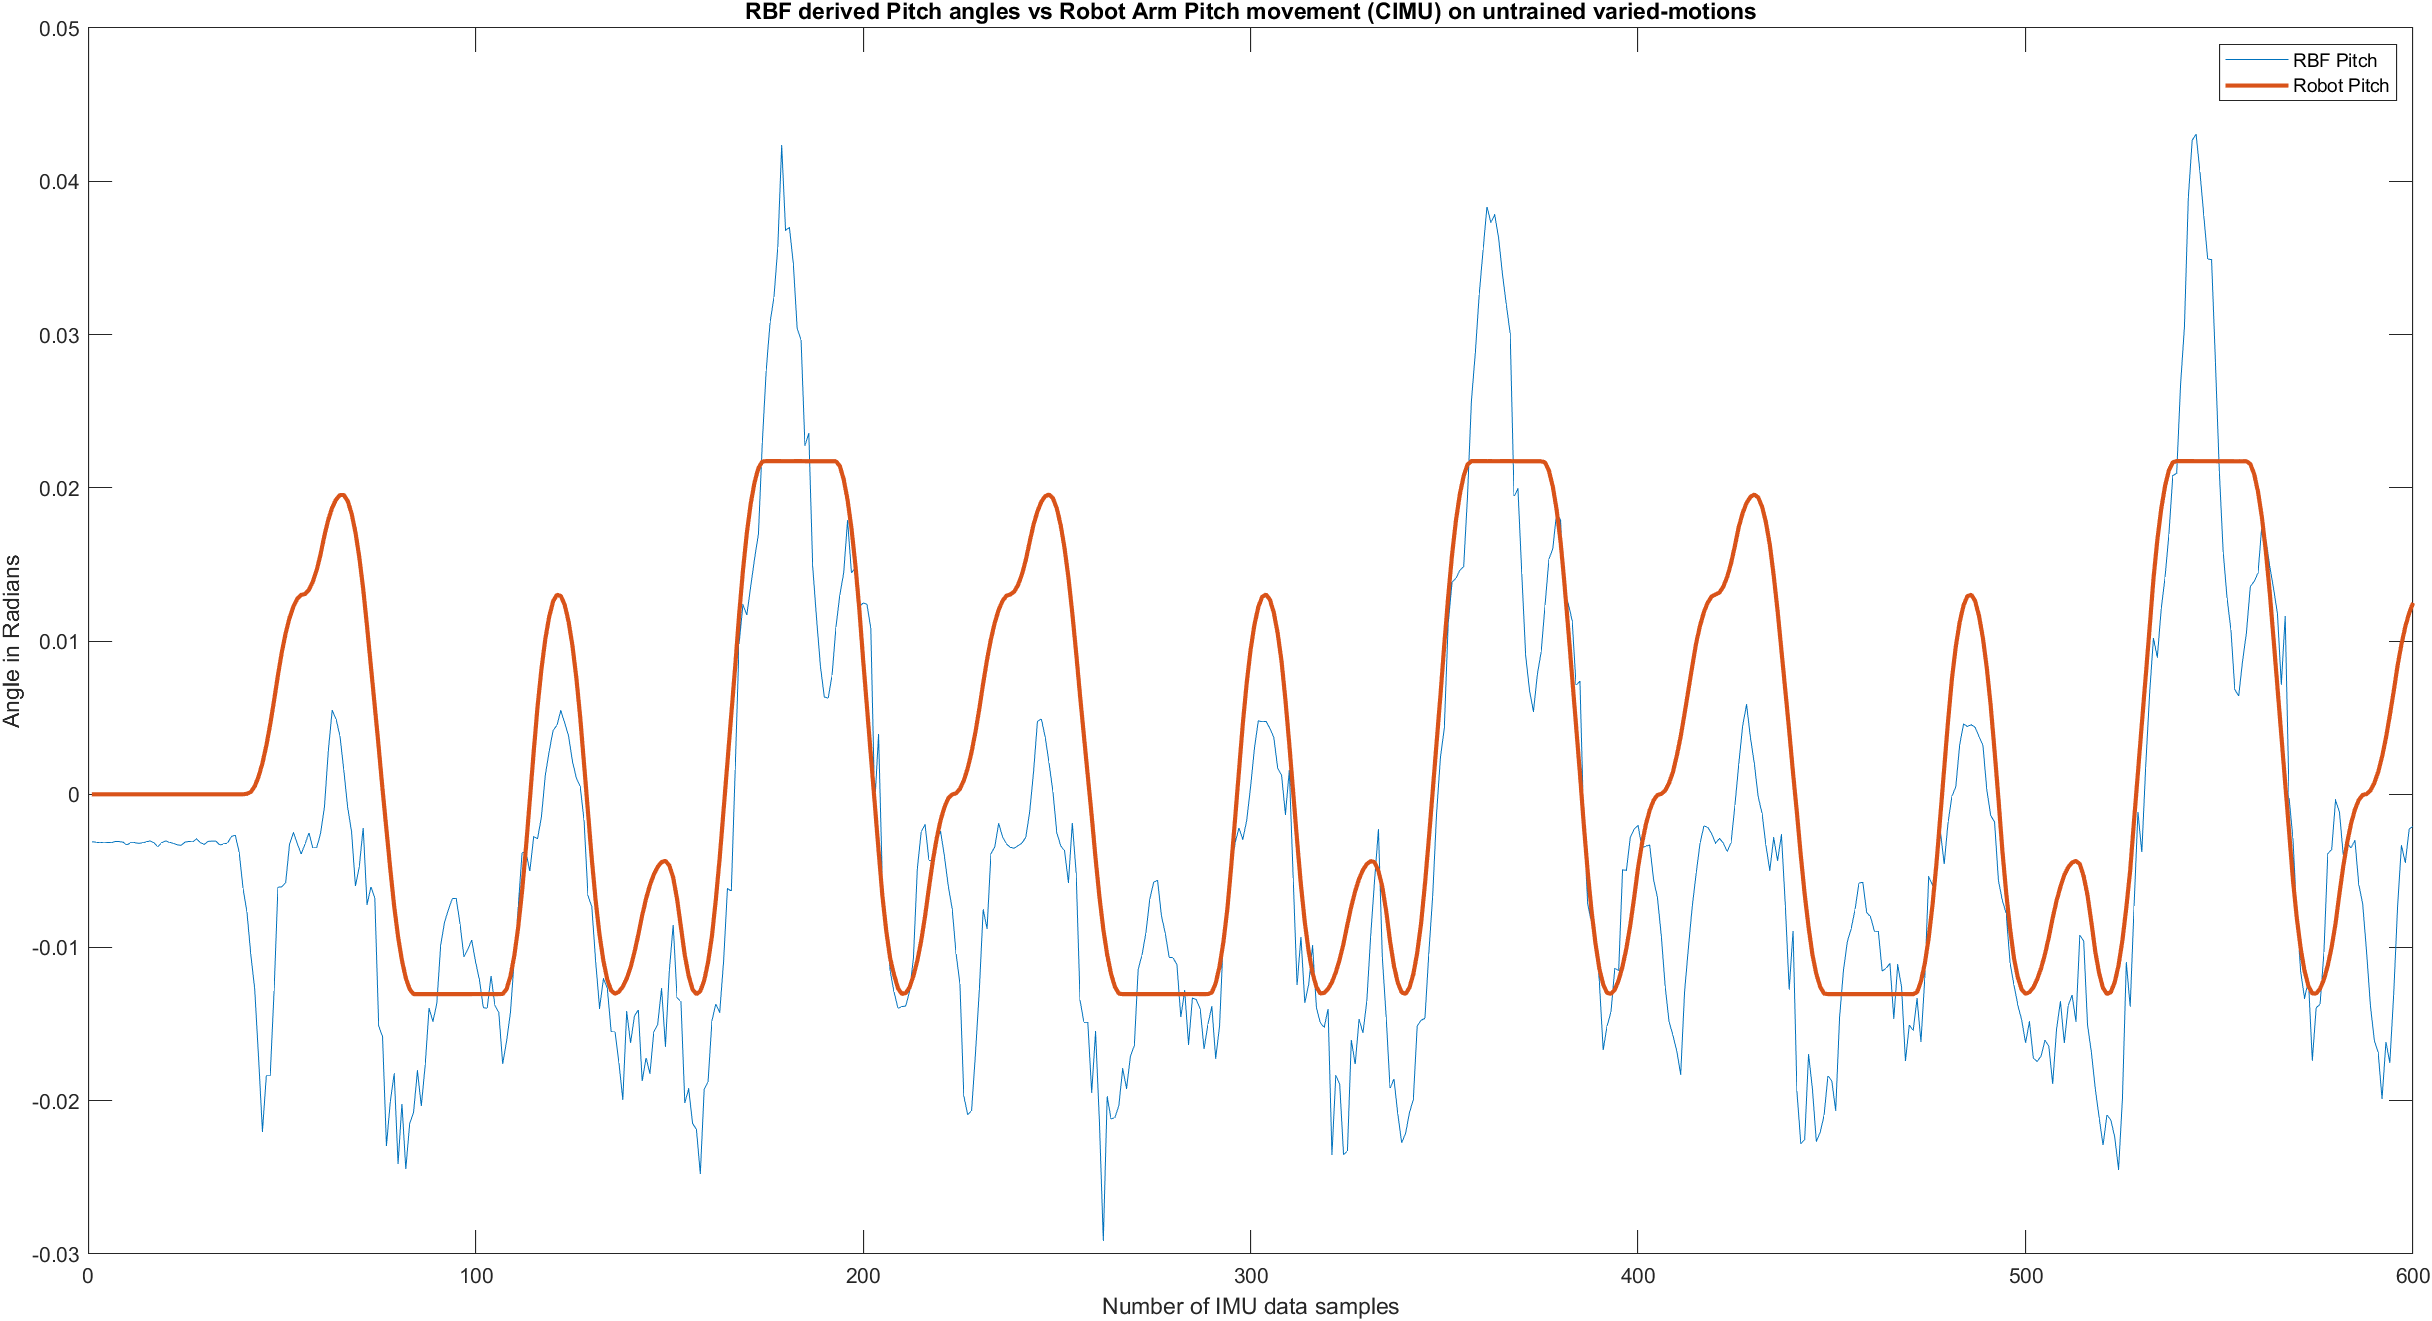 RBF derived Pitch angles vs Robot Arm Pitch movement (CIMU) on untrained varied-motions
0.05
0.04
0.03
0.02
0.01
0
-0.01
-0.02
-0.03
Angle in Radians
RBF Pitch
Robot Pitch
0 100 200 300 400 500 600
Number of IMU data samples